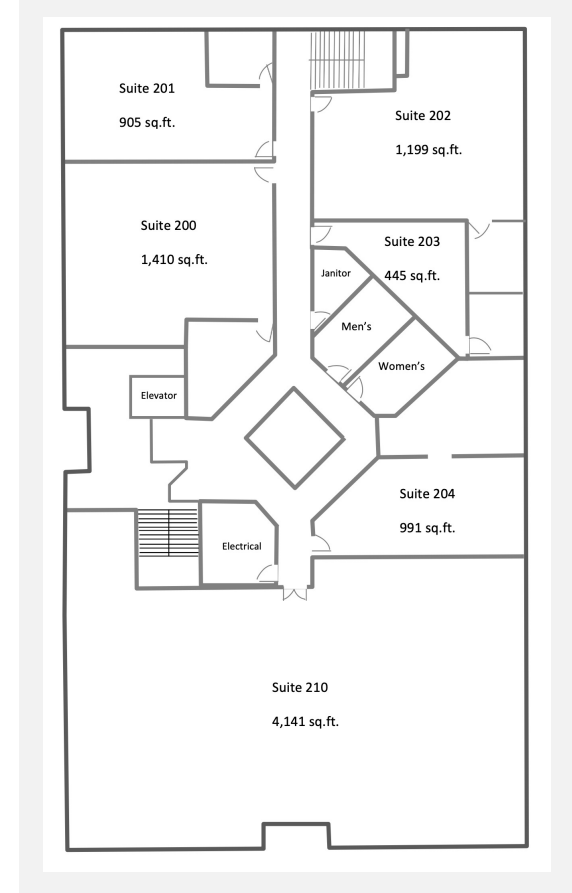 Suite 201
905 sq.ft.
Suite 202
1,199 sq.ft.
Suite 200
1,410 sq.ft.
Suite 203
445 sq.ft.
Janitor
Men's
Women's
Elevator
Suite 204
991 sq.ft.
Electrical
Suite 210
4,141 sq.ft.